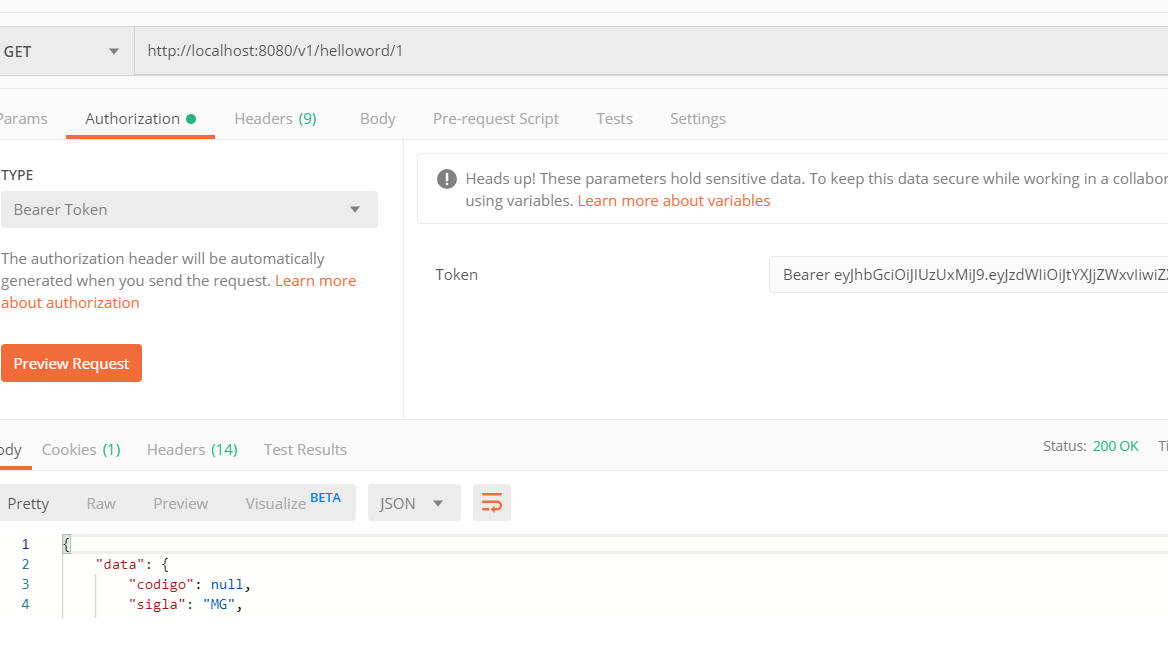 GET
http://localhost:8080/v1/helloword/1
Params Authorization Headers (9) Body Pre-request Script Tests Settings
TYPE
Bearer Token
The authorization header will be automatically
generated when you send the request. Learn more
about authorization
Preview Request
Heads up! These parameters hold sensitive data. To keep this data secure while working in a collabor
using variables. Learn more about variables
Token
Bearer eyJhbGciOiJIUzUxMiJ9.eyJzdWIiOiJtYXJjZWxvIiwiZX
ody Cookies (1) Headers (14) Test Results
Status: 200 OK Ti
Pretty Raw Preview Visualize BETA JSON
1 {
2 "data": {
3 "codigo": null,
4 "sigla": "MG",